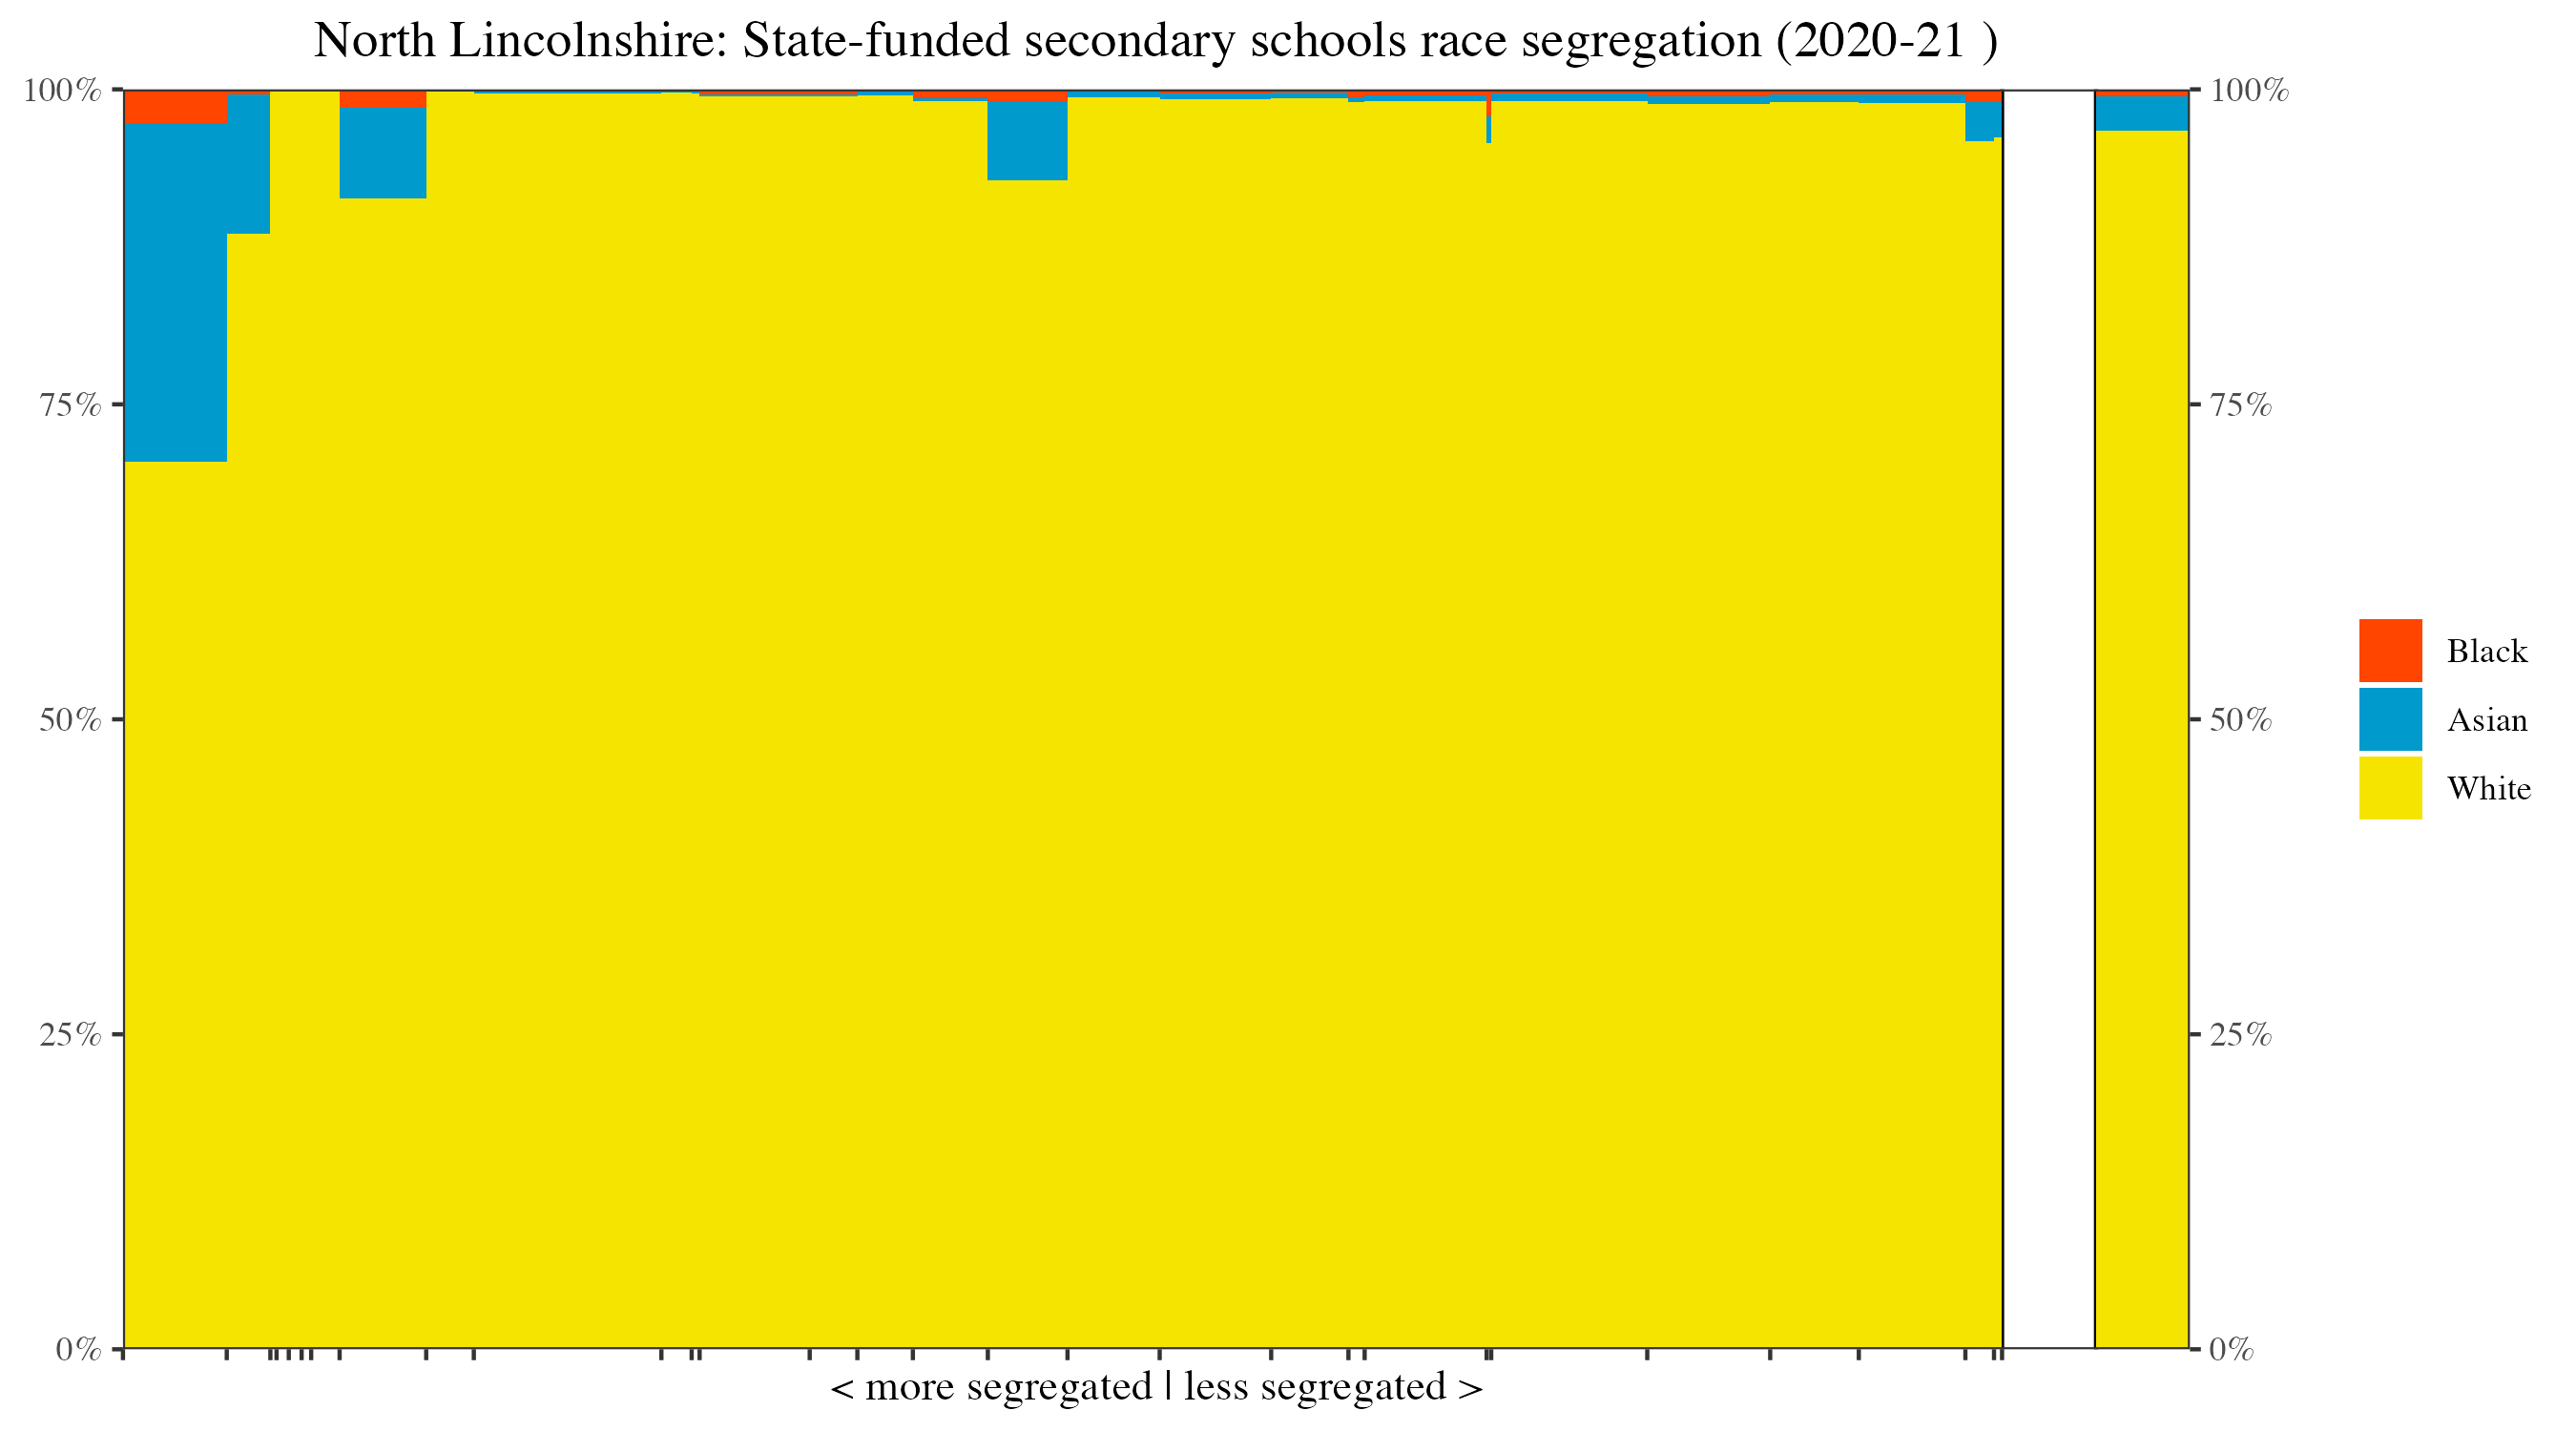 North Lincolnshire: State-funded secondary schools race segregation (2020-21 )
100%
75%
50%
25%
0%
100%
75%
50%
25%
0%
Black
Asian
White
< more segregated | less segregated >